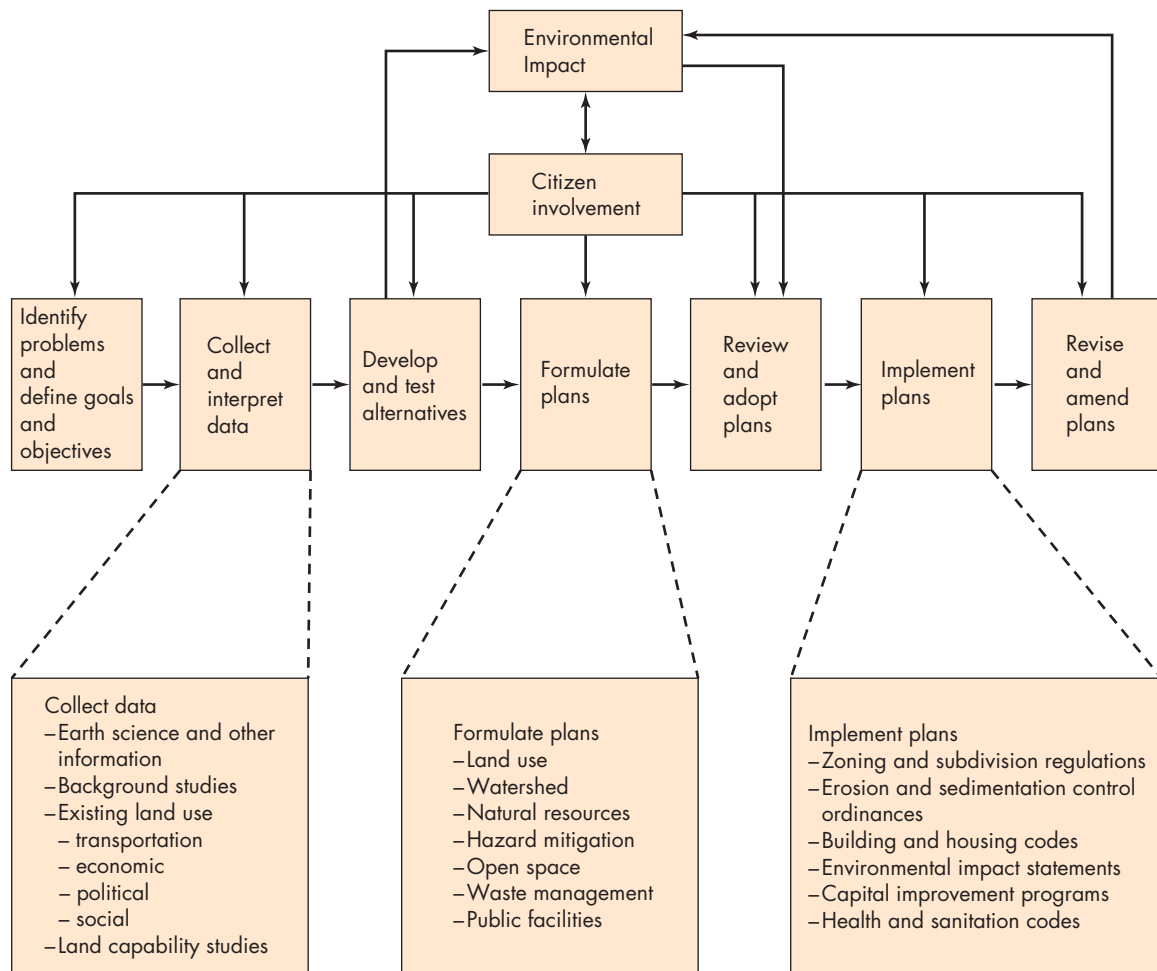 Environmental
Impact
Citizen
involvement
Identify
problems
and
define goals
and
objectives
Collect
and
interpret
data
Develop
and test
alternatives
Formulate
plans
Review
and
adopt
plans
Implement
plans
Revise
and
amend
plans
Collect data
–Earth science and other
information
–Background studies
–Existing land use
– transportation
– economic
– political
– social
–Land capability studies
Formulate plans
–Land use
–Watershed
–Natural resources
–Hazard mitigation
–Open space
–Waste management
–Public facilities
Implement plans
–Zoning and subdivision regulations
–Erosion and sedimentation control
ordinances
–Building and housing codes
–Environmental impact statements
–Capital improvement programs
–Health and sanitation codes